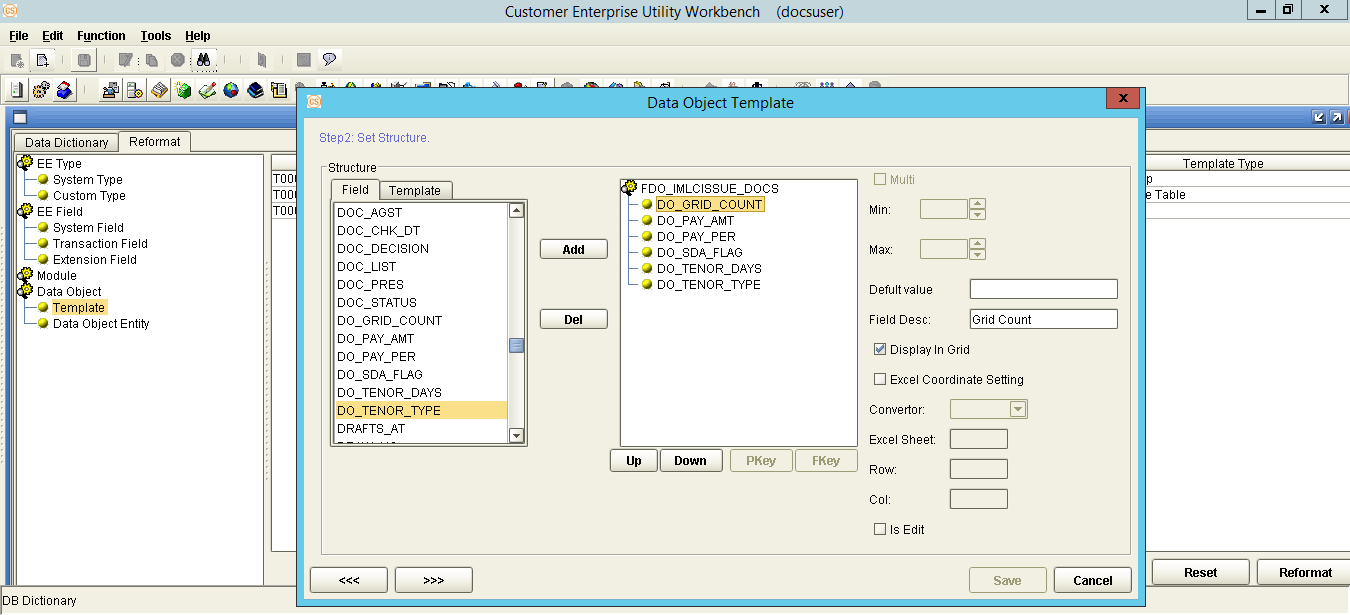 Customer Enterprise Utility Workbench (docsuser)
File Edit Function Tools Help
Data Object Template
Data Dictionary Reformat
EE Type
System Type
Custom Type
EE Field
System Field
Transaction Field
Extension Field
Module
Data Object
Template
Data Object Entity
Template Type
Step2: Set Structure.
Structure
Field Template
DOC_AGST
DOC_CHK_DT
DOC_DECISION
DOC_LIST
DOC_PRES
DOC_STATUS
DO_GRID_COUNT
DO_PAY_AMT
DO_PAY_PER
DO_SDA_FLAG
DO_TENOR_DAYS
DO_TENOR_TYPE
DRAFTS_AT
Add
Del
FDO_IMLCISSUE_DOCS
DO_GRID_COUNT
DO_PAY_AMT
DO_PAY_PER
DO_SDA_FLAG
DO_TENOR_DAYS
DO_TENOR_TYPE
Up Down PKey FKey
Multi
Min:
Max:
Defult value
Field Desc: Grid Count
Display In Grid
Excel Coordinate Setting
Convertor:
Excel Sheet:
Row:
Col:
Is Edit
<<< >>> Save Cancel
Reset Reformat
DB Dictionary